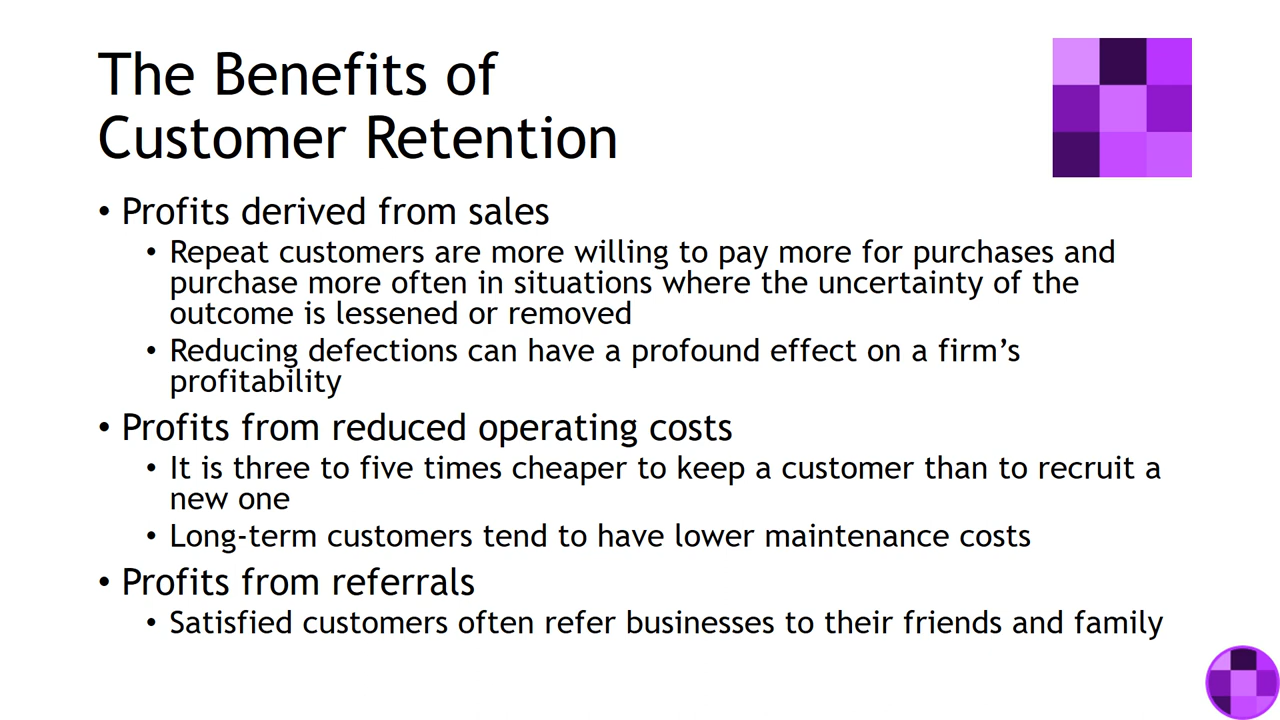 The Benefits of
Customer Retention
• Profits derived from sales
• Repeat customers are more willing to pay more for purchases and
purchase more often in situations where the uncertainty of the
outcome is lessened or removed
• Reducing defections can have a profound effect on a firm’s
profitability
• Profits from reduced operating costs
• It is three to five times cheaper to keep a customer than to recruit a
new one
• Long-term customers tend to have lower maintenance costs
• Profits from referrals
• Satisfied customers often refer businesses to their friends and family